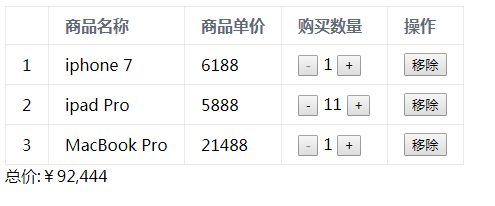 商品名称 商品单价 购买数量 操作
1 iphone 7 6188 - 1 + 移除
2 ipad Pro 5888 - 11 + 移除
3 MacBook Pro 21488 - 1 + 移除
总价:￥92,444